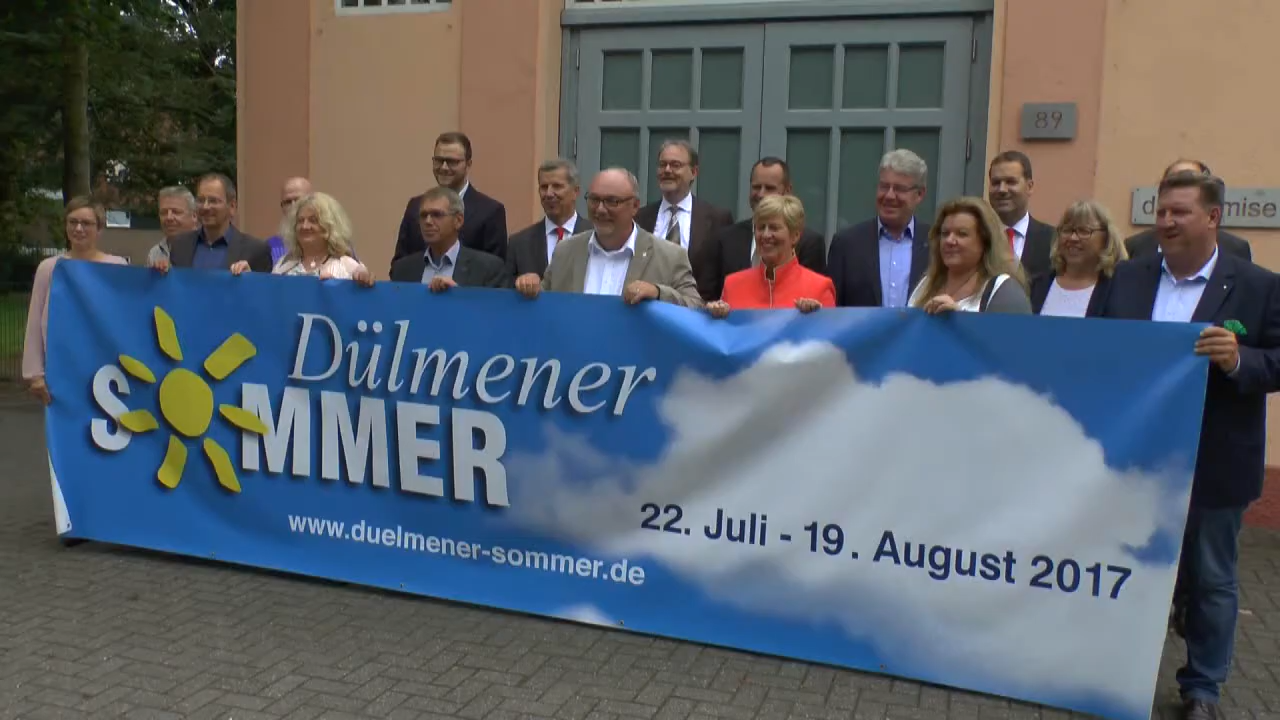 89
mise
Dülmener
SOMMER
www.duelmener-sommer.de
22. Juli - 19. August 2017